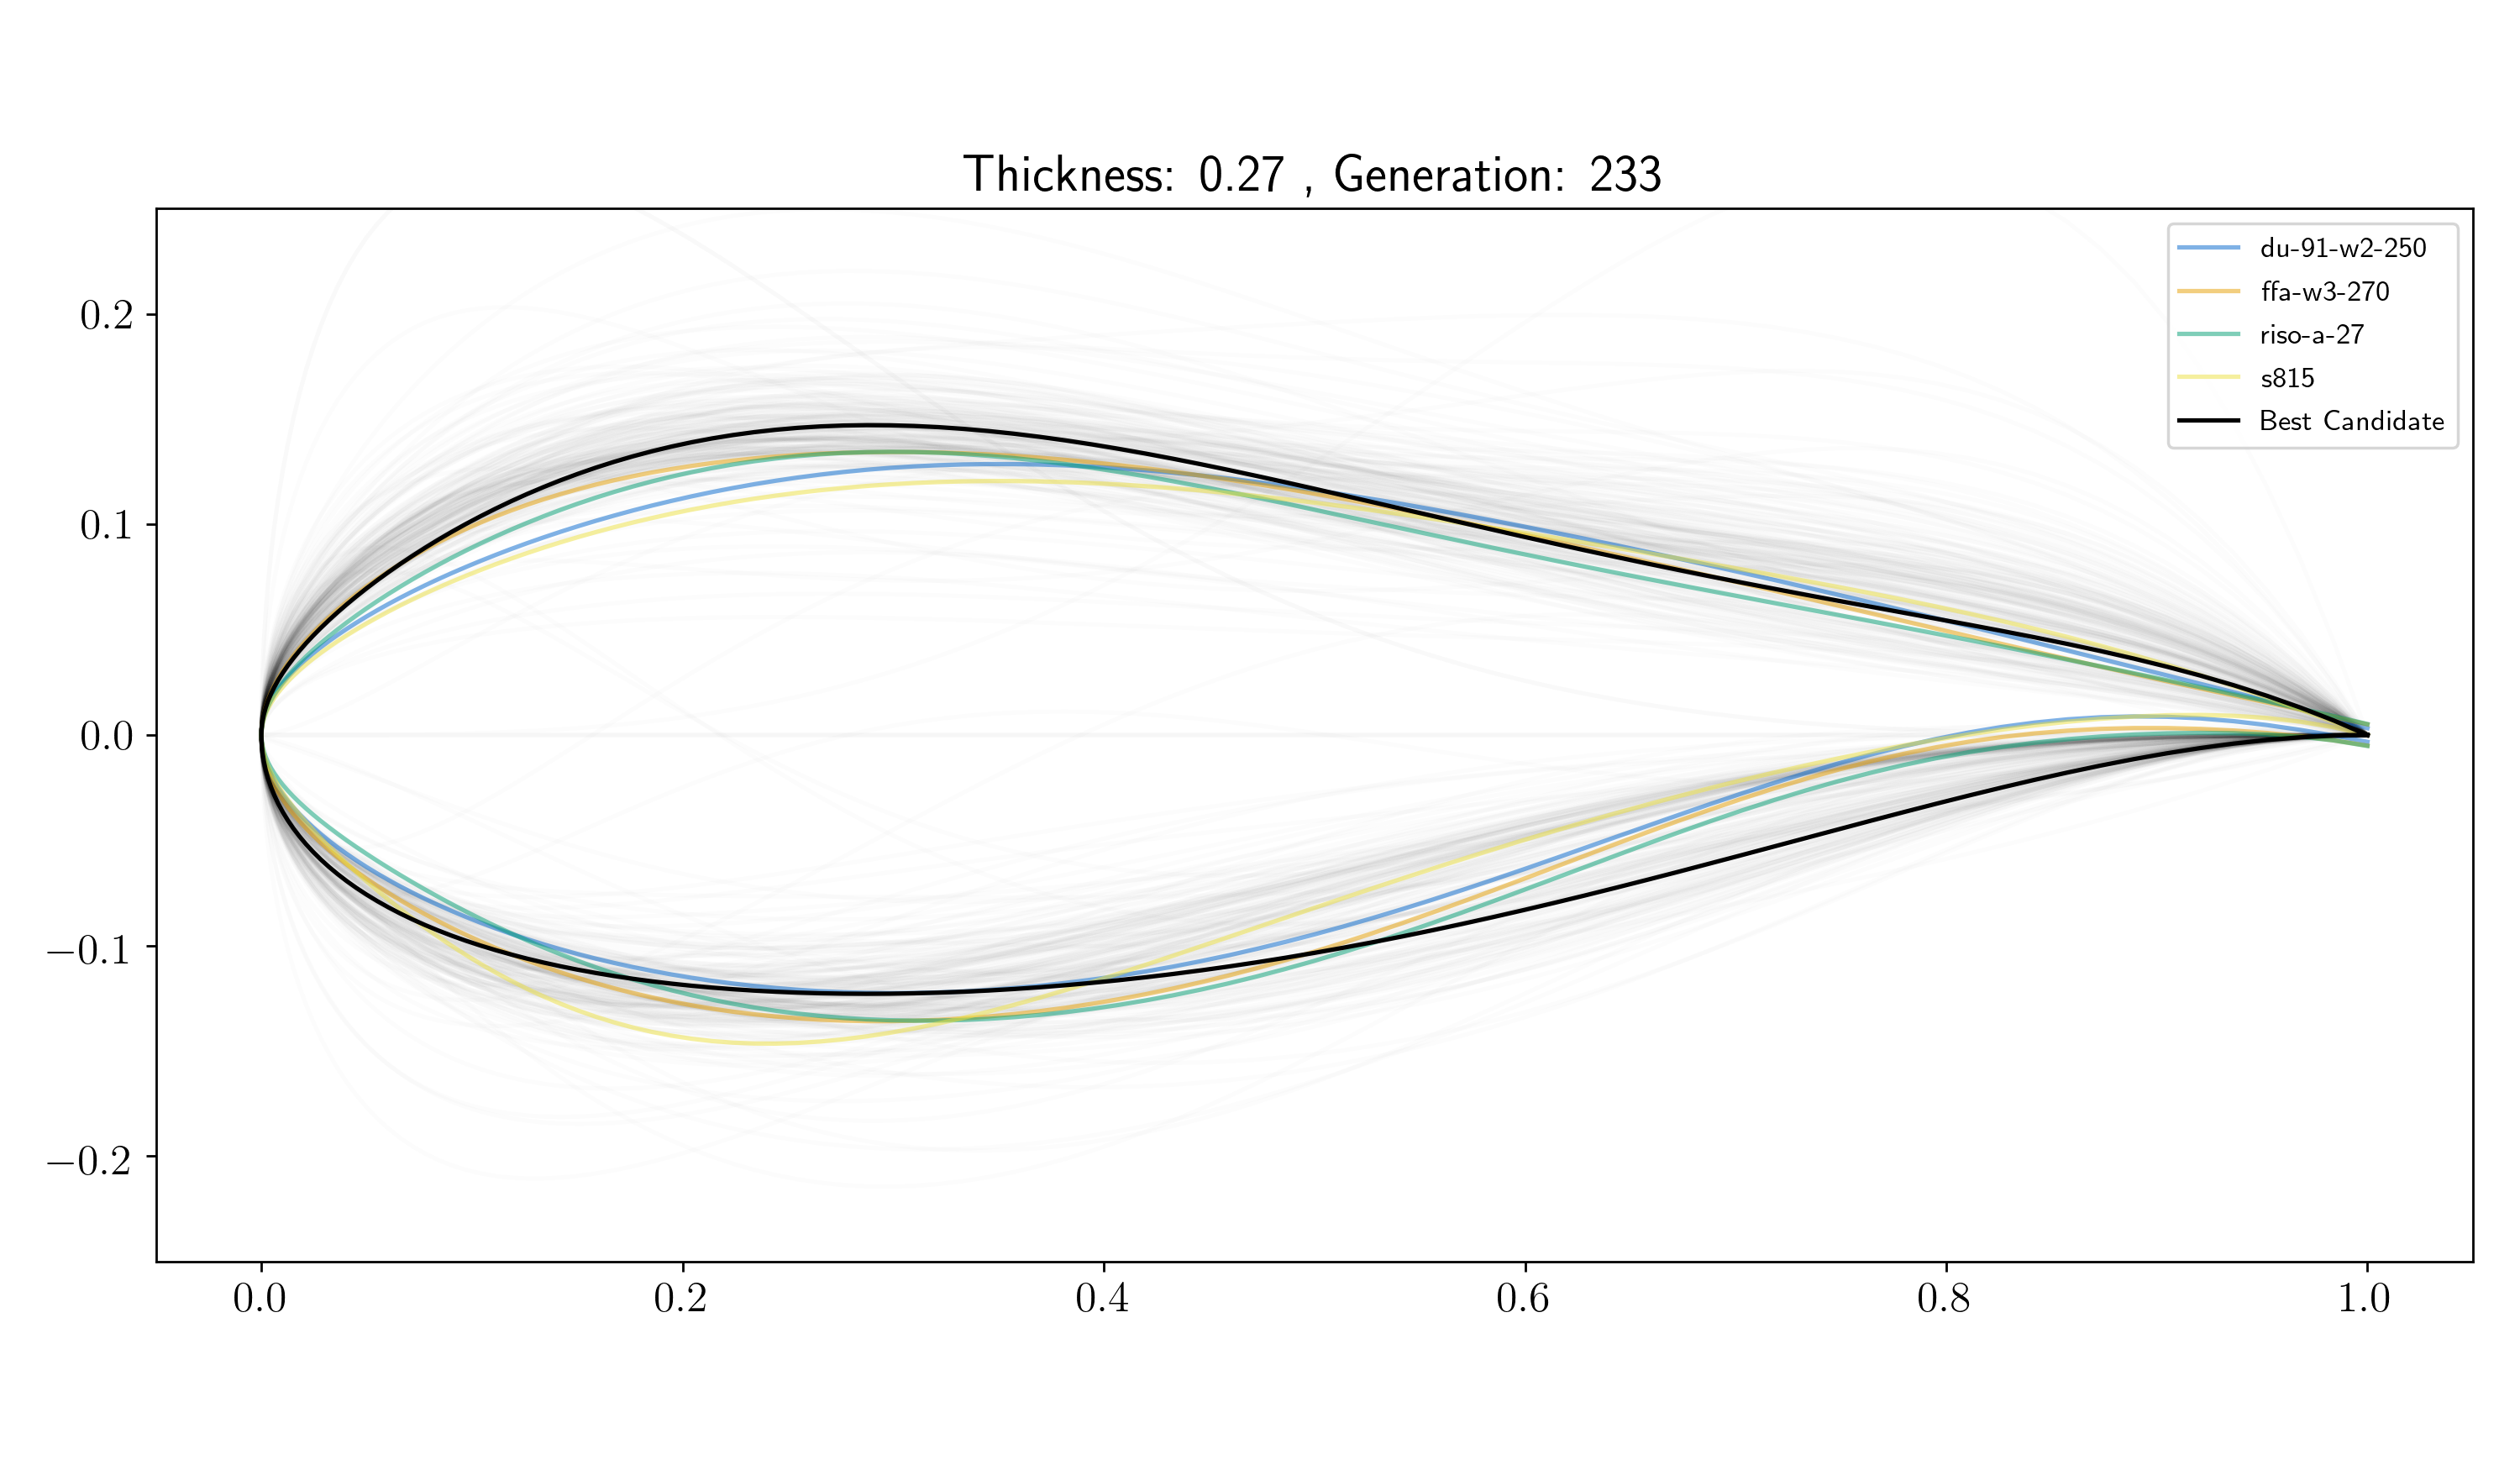 Thickness: 0.27 , Generation: 233
du-91-w2-250
ffa-w3-270
riso-a-27
s815
Best Candidate
0.2
0.1
0.0
−0.1
−0.2
0.0 0.2 0.4 0.6 0.8 1.0